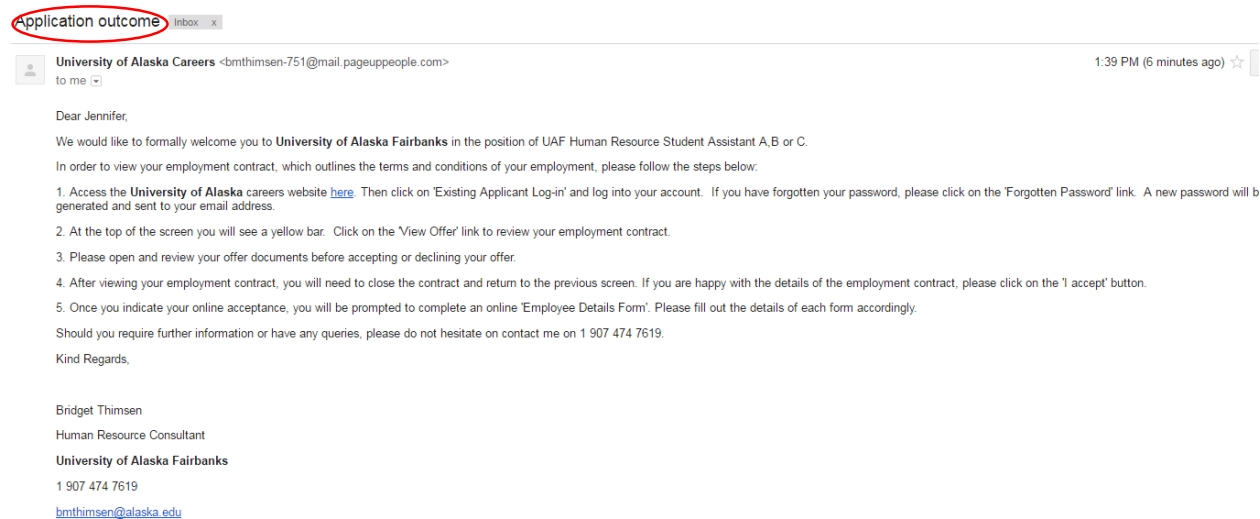 Application outcome Inbox x
University of Alaska Careers <bmthimsen-751@mail.pageuppeople.com> 1:39 PM (6 minutes ago)
to me
Dear Jennifer,
We would like to formally welcome you to University of Alaska Fairbanks in the position of UAF Human Resource Student Assistant A,B or C.
In order to view your employment contract, which outlines the terms and conditions of your employment, please follow the steps below:
1. Access the University of Alaska careers website here. Then click on 'Existing Applicant Log-in' and log into your account. If you have forgotten your password, please click on the 'Forgotten Password' link. A new password will b
generated and sent to your email address.
2. At the top of the screen you will see a yellow bar. Click on the 'View Offer' link to review your employment contract.
3. Please open and review your offer documents before accepting or declining your offer.
4. After viewing your employment contract, you will need to close the contract and return to the previous screen. If you are happy with the details of the employment contract, please click on the 'I accept' button.
5. Once you indicate your online acceptance, you will be prompted to complete an online 'Employee Details Form'. Please fill out the details of each form accordingly.
Should you require further information or have any queries, please do not hesitate on contact me on 1 907 474 7619.
Kind Regards,
Bridget Thimsen
Human Resource Consultant
University of Alaska Fairbanks
1 907 474 7619
bmthimsen@alaska.edu